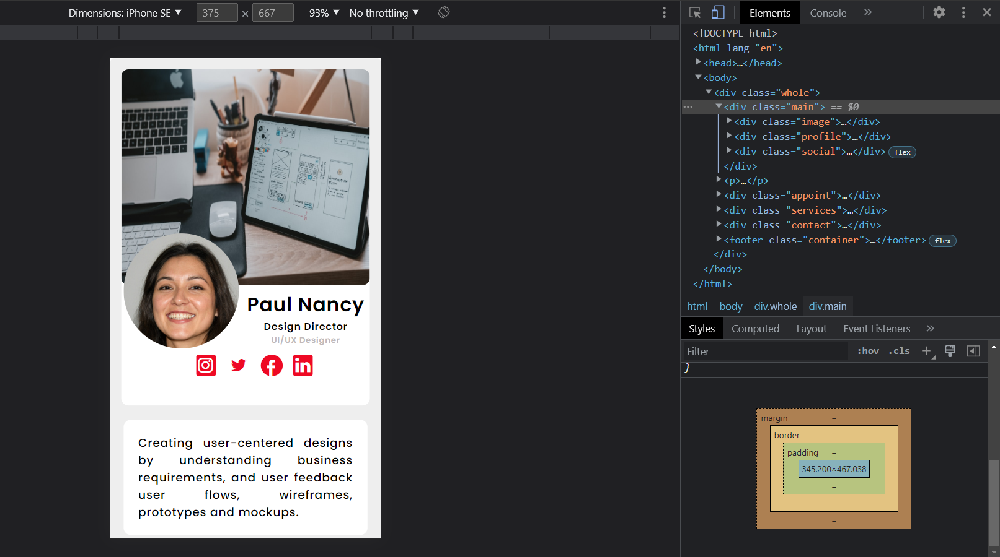 Dimensions: iPhone SE ▼ 375 × 667 93% ▼ No throttling ▼
Elements Console »
<!DOCTYPE html>
<html lang="en">
<head>…</head>
<body>
<div class="whole">
<div class="main"> == $0
<div class="image">…</div>
<div class="profile">…</div>
<div class="social">…</div> flex
</div>
<p>…</p>
<div class="appoint">…</div>
<div class="services">…</div>
<div class="contact">…</div>
<footer class="container">…</footer> flex
</div>
</body>
</html>
html body div.whole div.main
Styles Computed Layout Event Listeners »
Filter :hov .cls +
}
margin –
border –
padding –
– – – 345.200×467.038 – – –
–
–
–
Paul Nancy
Design Director
UI/UX Designer
in
Creating user-centered designs
by understanding business
requirements, and user feedback
user flows, wireframes,
prototypes and mockups.